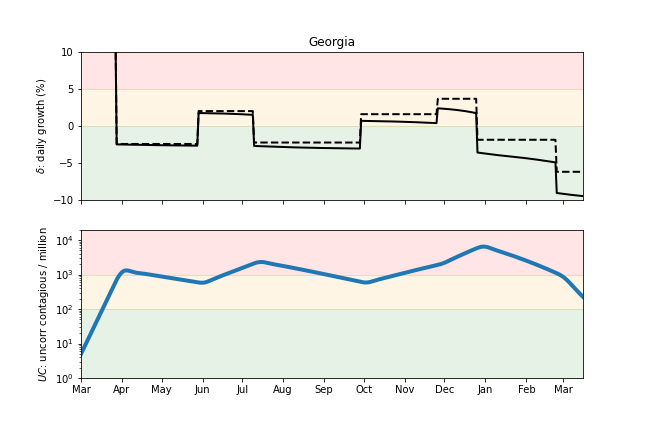 Georgia
δ: daily growth (%)
10
5
0
−5
−10
UC: uncorr contagious / million
10⁴
10³
10²
10¹
10⁰
Mar Apr May Jun Jul Aug Sep Oct Nov Dec Jan Feb Mar